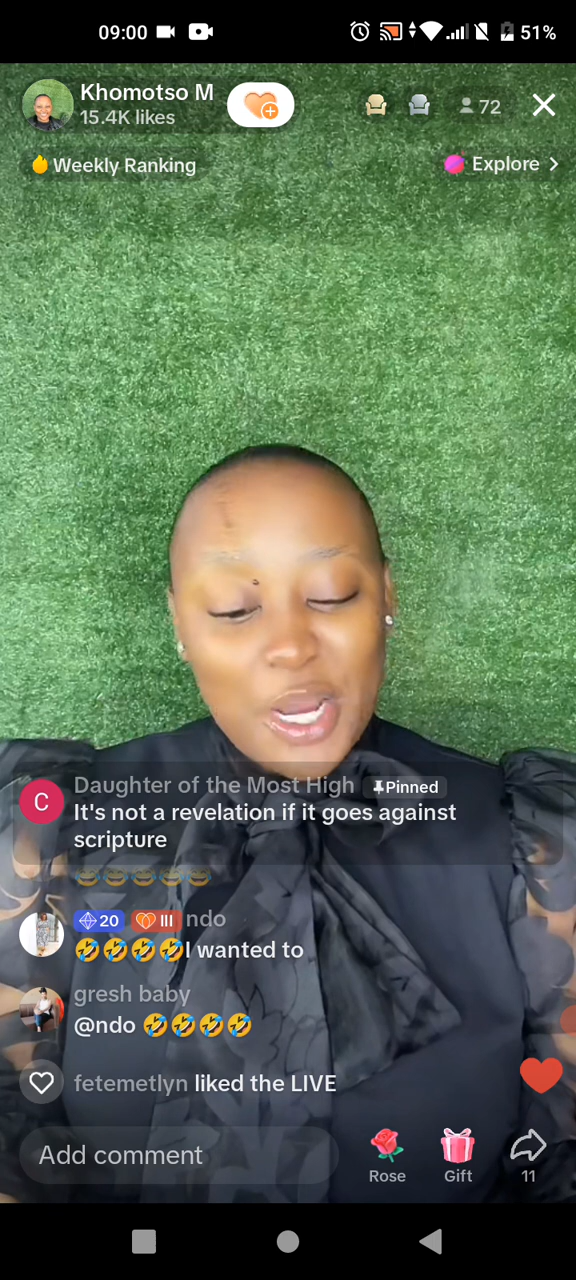 09:00
51%
Khomotso M
15.4K likes
72
Weekly Ranking
Explore
C
Daughter of the Most High Pinned
It's not a revelation if it goes against
scripture
😂😂😂😂😂
20 III ndo
🤣🤣🤣🤣I wanted to
gresh baby
@ndo 🤣🤣🤣🤣
fetemetlyn liked the LIVE
Add comment
Rose
Gift
11